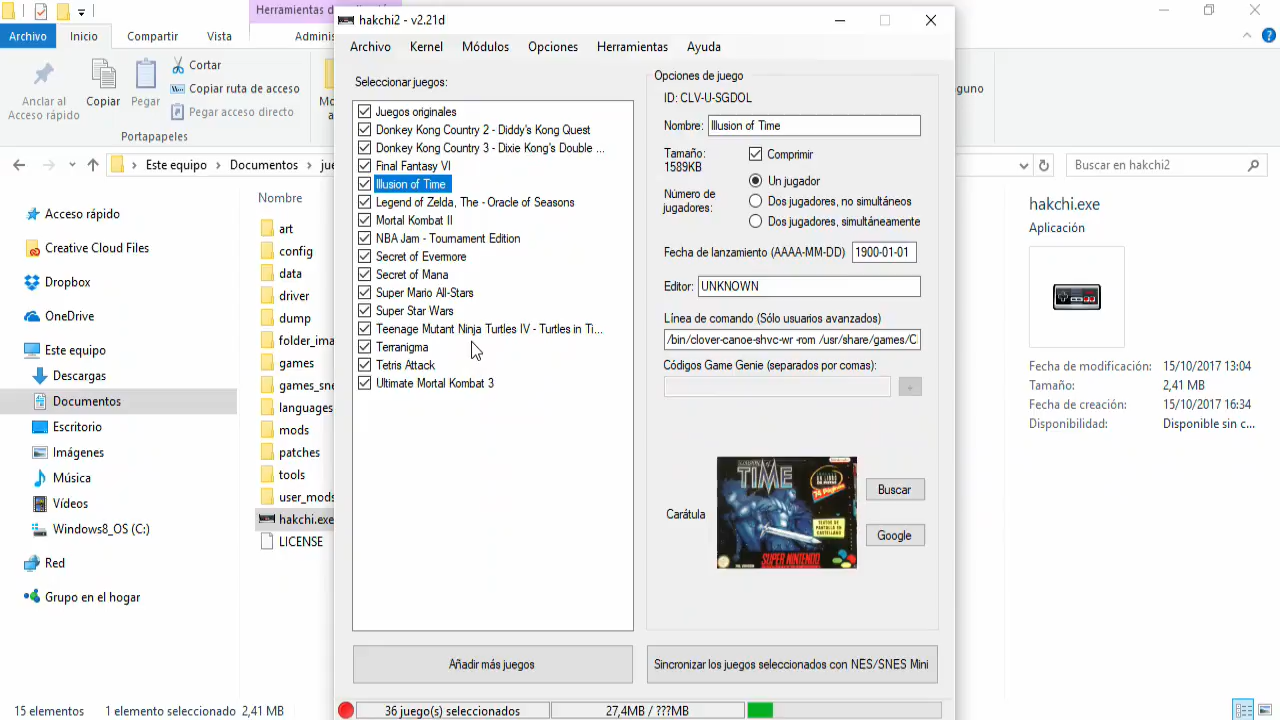 Herramientas de
hakchi2 - v2.21d
Archivo
Inicio
Compartir
Vista
Adminis
Archivo
Kernel
Módulos
Opciones
Herramientas
Ayuda
Anclar al
Acceso rápido
Copiar
Pegar
Cortar
Copiar ruta de acceso
Pegar acceso directo
Mo
a
guno
Portapapeles
Este equipo
Documentos
jue
Buscar en hakchi2
Acceso rápido
Creative Cloud Files
Dropbox
OneDrive
Este equipo
Descargas
Documentos
Escritorio
Imágenes
Música
Vídeos
Windows8_OS (C:)
Red
Grupo en el hogar
Nombre
art
config
data
driver
dump
folder_ima
games
games_sne
languages
mods
patches
tools
user_mods
hakchi.exe
LICENSE
Seleccionar juegos:
Juegos originales
Donkey Kong Country 2 - Diddy's Kong Quest
Donkey Kong Country 3 - Dixie Kong's Double ...
Final Fantasy VI
Illusion of Time
Legend of Zelda, The - Oracle of Seasons
Mortal Kombat II
NBA Jam - Tournament Edition
Secret of Evermore
Secret of Mana
Super Mario All-Stars
Super Star Wars
Teenage Mutant Ninja Turtles IV - Turtles in Ti...
Terranigma
Tetris Attack
Ultimate Mortal Kombat 3
Añadir más juegos
Opciones de juego
ID: CLV-U-SGDOL
Nombre: Illusion of Time
Tamaño:
1589KB
Comprimir
Número de
jugadores:
Un jugador
Dos jugadores, no simultáneos
Dos jugadores, simultáneamente
Fecha de lanzamiento (AAAA-MM-DD) 1900-01-01
Editor: UNKNOWN
Línea de comando (Sólo usuarios avanzados)
/bin/clover-canoe-shvc-wr -rom /usr/share/games/C
Códigos Game Genie (separados por comas):
+
Carátula
TIME
SUPER NINTENDO
Buscar
Google
Sincronizar los juegos seleccionados con NES/SNES Mini
36 juego(s) seleccionados
27,4MB / ???MB
hakchi.exe
Aplicación
Fecha de modificación: 15/10/2017 13:04
Tamaño: 2,41 MB
Fecha de creación: 15/10/2017 16:34
Disponibilidad: Disponible sin c...
15 elementos
1 elemento seleccionado 2,41 MB